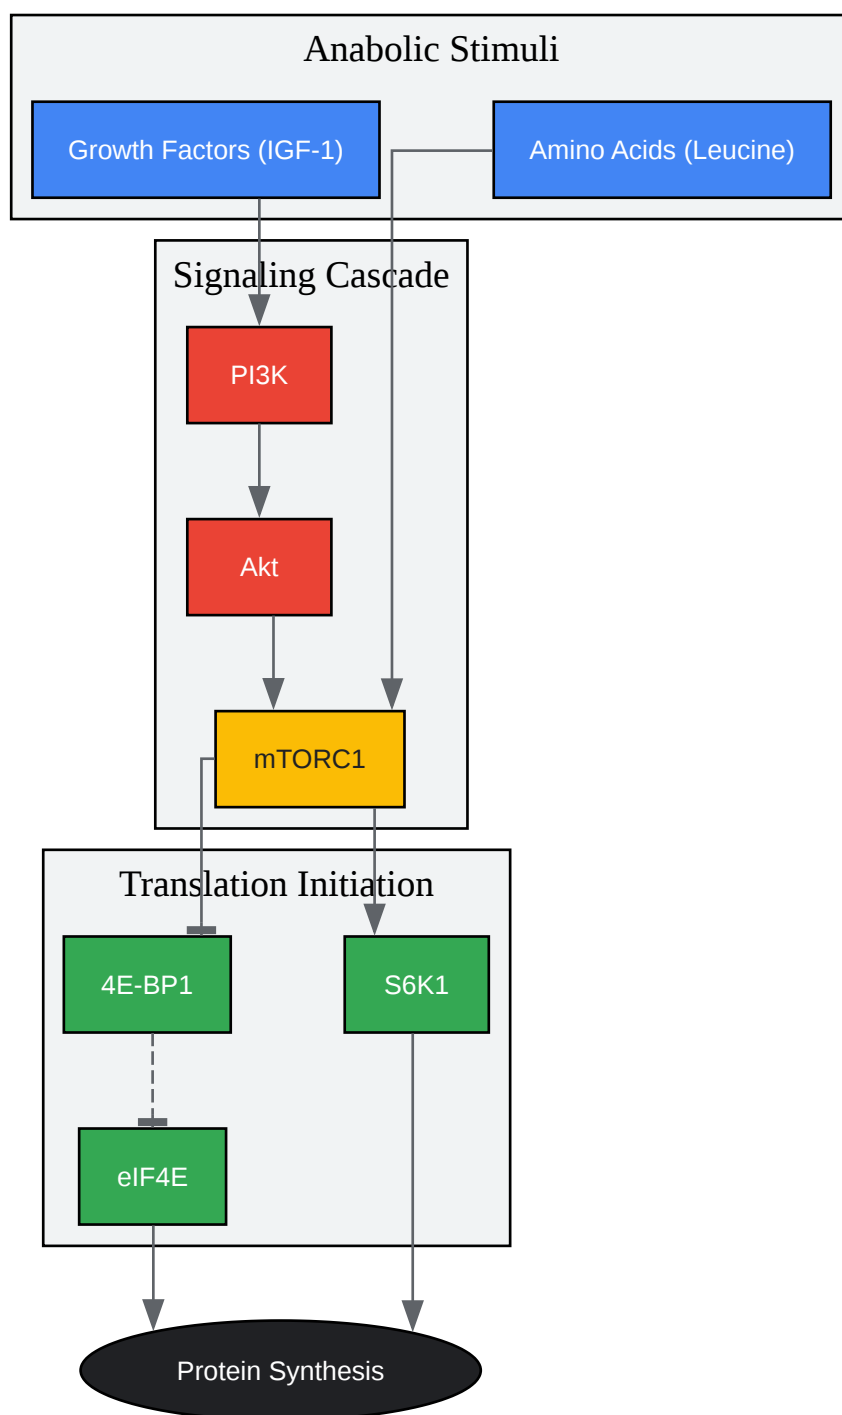 Anabolic Stimuli
Growth Factors (IGF-1)
Amino Acids (Leucine)
Signaling Cascade
PI3K
Akt
mTORC1
Translation Initiation
4E-BP1
S6K1
eIF4E
Protein Synthesis